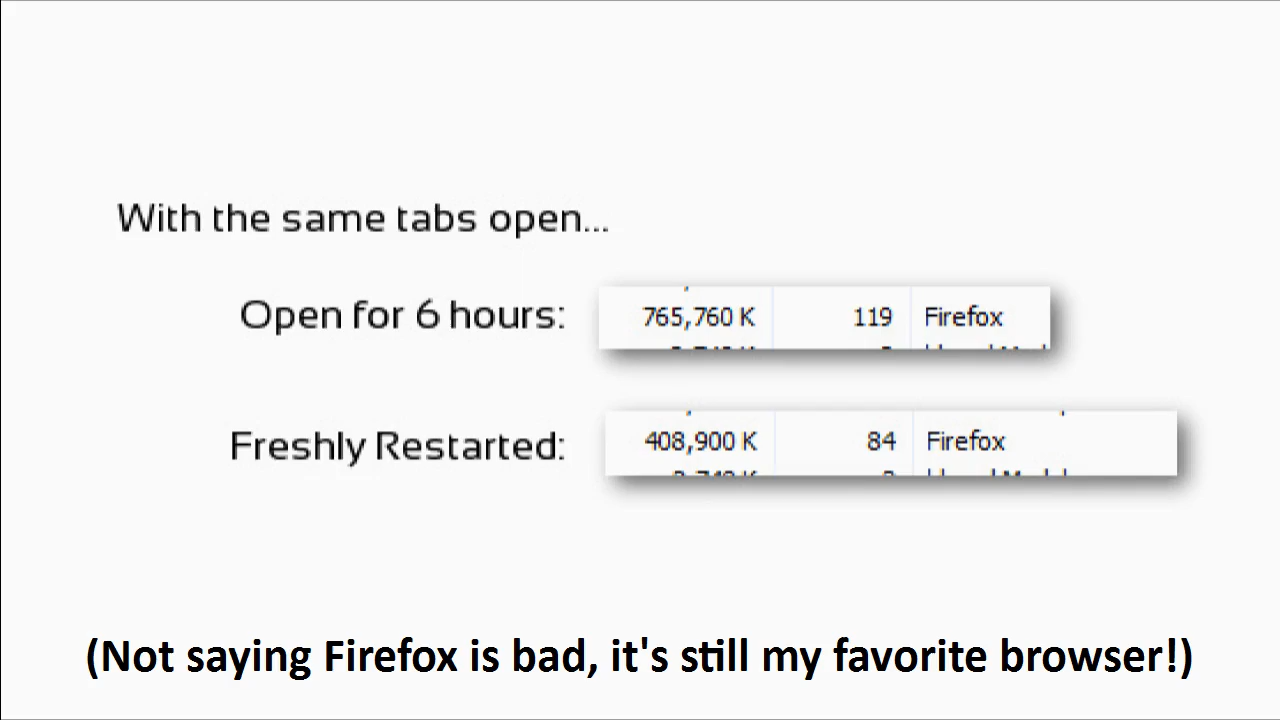 With the same tabs open...
Open for 6 hours: 765,760 K 119 Firefox
Freshly Restarted: 408,900 K 84 Firefox
(Not saying Firefox is bad, it's still my favorite browser!)